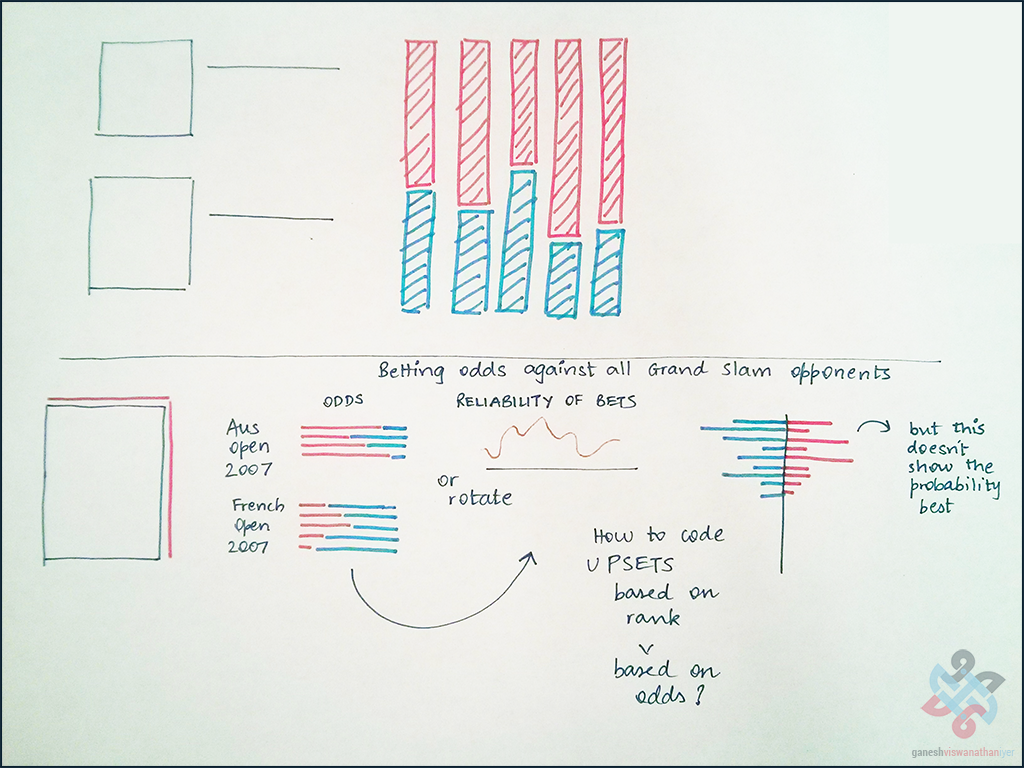 Betting odds against all Grand Slam opponents
ODDS
RELIABILITY OF BETS
Aus
Open
2007
or
rotate
French
Open
2007
but this
doesn't
show the
probability
best
How to code
UPSETS
based on
rank
v
based on
odds?
ganeshviswanathaniyer